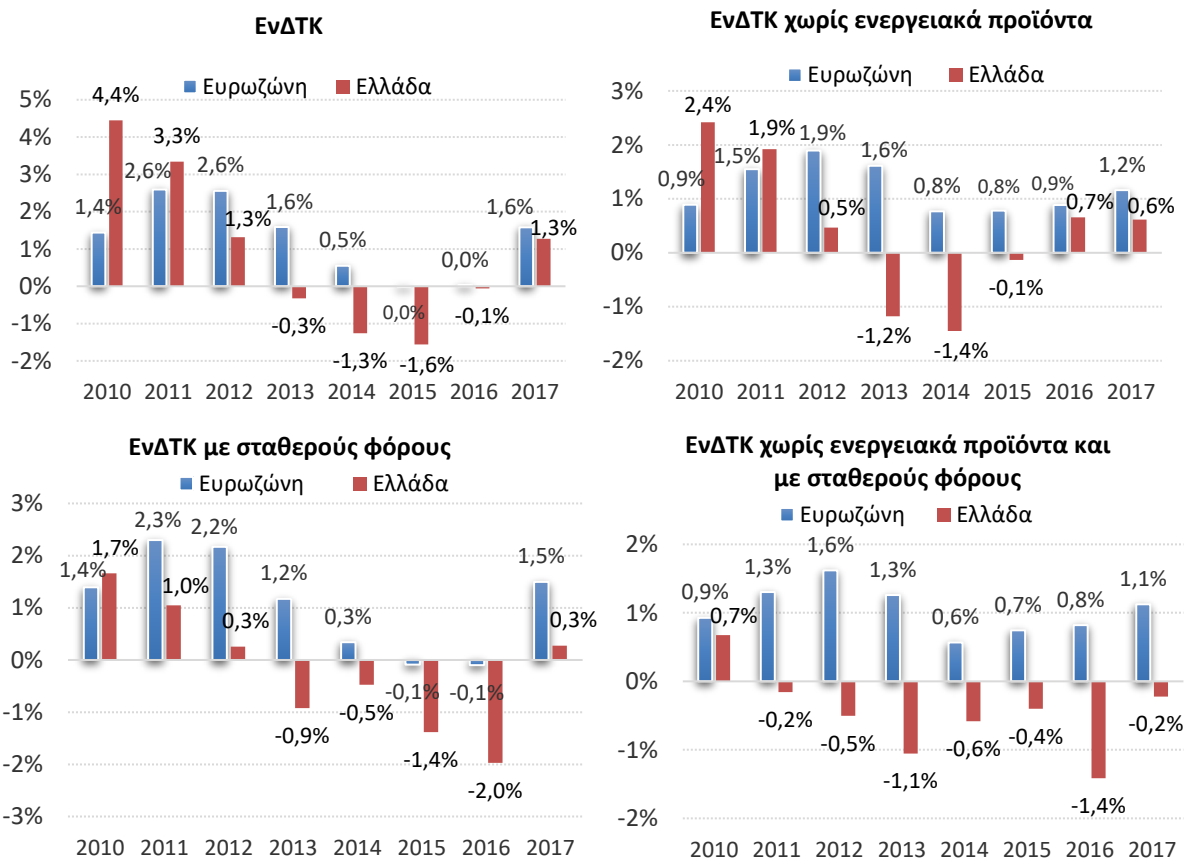 ΕνΔΤΚ
Ευρωζώνη Ελλάδα
5%
4%
3%
2%
1%
0%
-1%
-2%
1,4% 4,4% 2,6% 3,3% 2,6% 1,3% 1,6% -0,3% 0,5% -1,3% 0,0% -1,6% 0,0% -0,1% 1,6% 1,3%
2010 2011 2012 2013 2014 2015 2016 2017
ΕνΔΤΚ χωρίς ενεργειακά προϊόντα
Ευρωζώνη Ελλάδα
3%
2%
1%
0%
-1%
-2%
0,9% 2,4% 1,5% 1,9% 1,9% 0,5% 1,6% -1,2% 0,8% -1,4% 0,8% -0,1% 0,9% 0,7% 1,2% 0,6%
2010 2011 2012 2013 2014 2015 2016 2017
ΕνΔΤΚ με σταθερούς φόρους
Ευρωζώνη Ελλάδα
3%
2%
1%
0%
-1%
-2%
-3%
1,4% 1,7% 2,3% 1,0% 2,2% 0,3% 1,2% -0,9% 0,3% -0,5% -0,1% -1,4% -0,1% -2,0% 1,5% 0,3%
2010 2011 2012 2013 2014 2015 2016 2017
ΕνΔΤΚ χωρίς ενεργειακά προϊόντα και
με σταθερούς φόρους
Ευρωζώνη Ελλάδα
2%
1%
0%
-1%
-2%
0,9% 0,7% 1,3% -0,2% 1,6% -0,5% 1,3% -1,1% 0,6% -0,6% 0,7% -0,4% 0,8% -1,4% 1,1% -0,2%
2010 2011 2012 2013 2014 2015 2016 2017